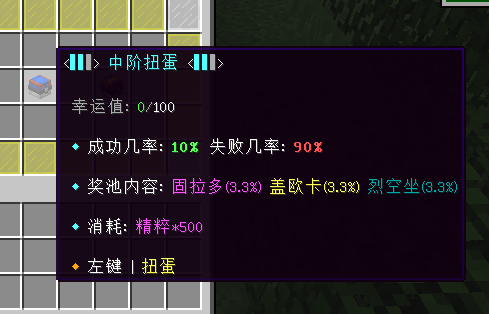 <▌▌▌> 中阶扭蛋 <▌▌▌>
幸运值: 0/100
◆ 成功几率: 10% 失败几率: 90%
◆ 奖池内容: 固拉多(3.3%) 盖欧卡(3.3%) 烈空坐(3.3%)
◆ 消耗: 精粹*500
◆ 左键 | 扭蛋